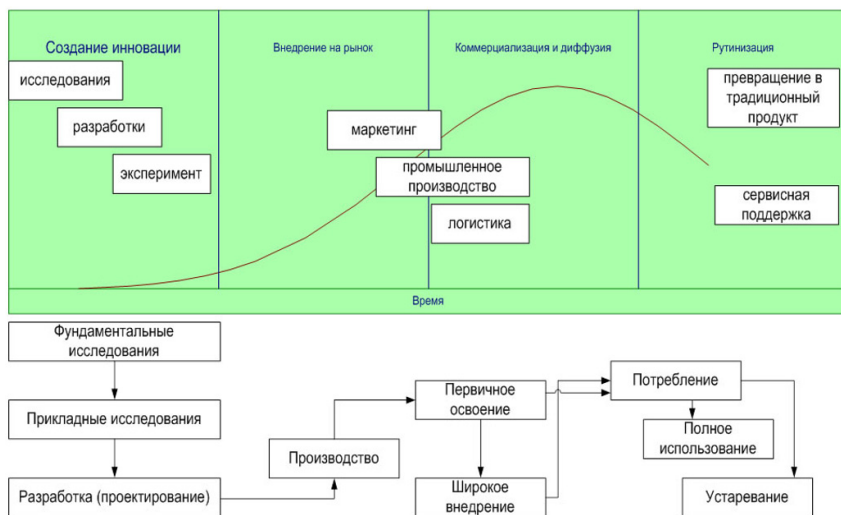 Создание инновации
Внедрение на рынок
Коммерциализация и диффузия
Рутинизация
исследования
разработки
эксперимент
маркетинг
промышленное
производство
логистика
превращение в
традиционный
продукт
сервисная
поддержка
Время
Фундаментальные
исследования
Прикладные исследования
Разработка (проектирование)
Производство
Первичное
освоение
Широкое
внедрение
Потребление
Полное
использование
Устаревание